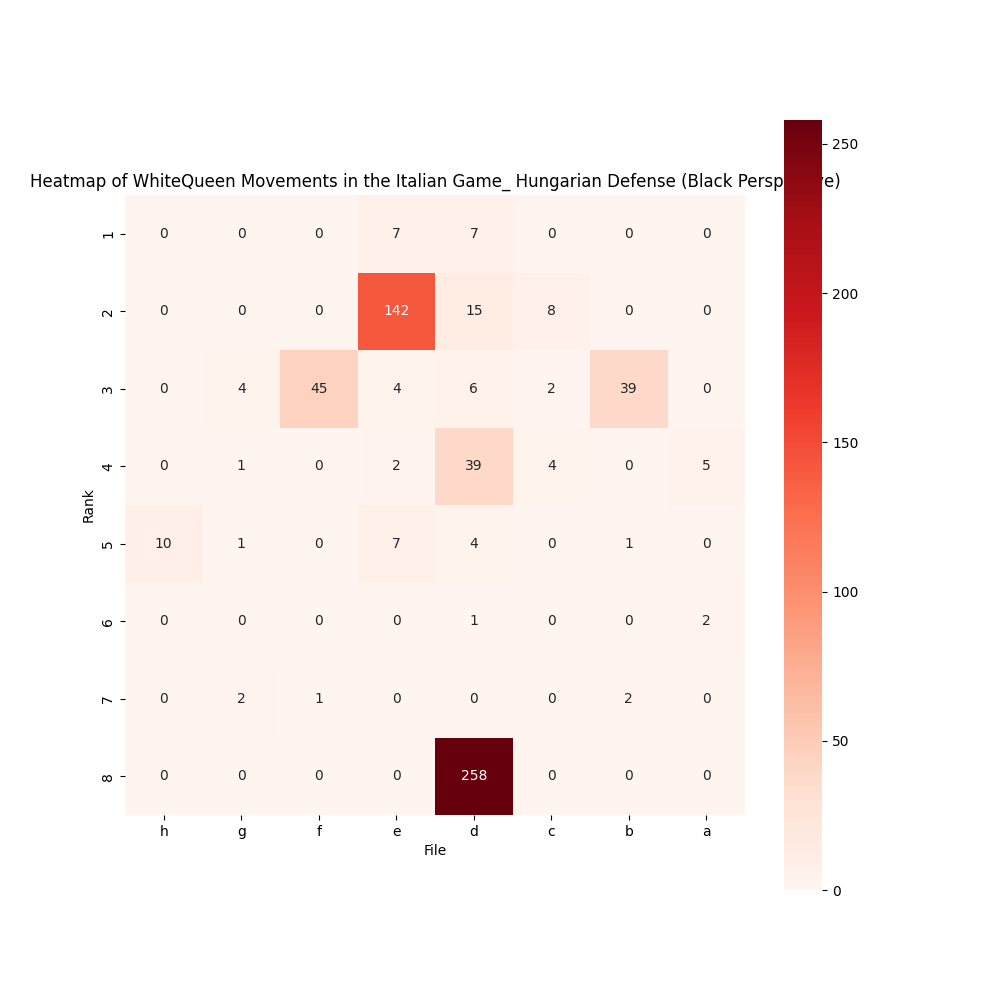 Heatmap of WhiteQueen Movements in the Italian Game_ Hungarian Defense (Black Persp ve)
1 0 0 0 7 7 0 0 0
2 0 0 0 142 15 8 0 0
3 0 4 45 4 6 2 39 0
4 0 1 0 2 39 4 0 5
5 10 1 0 7 4 0 1 0
6 0 0 0 0 1 0 0 2
7 0 2 1 0 0 0 2 0
8 0 0 0 0 258 0 0 0
h g f e d c b a
File
Rank
250
200
150
100
50
0